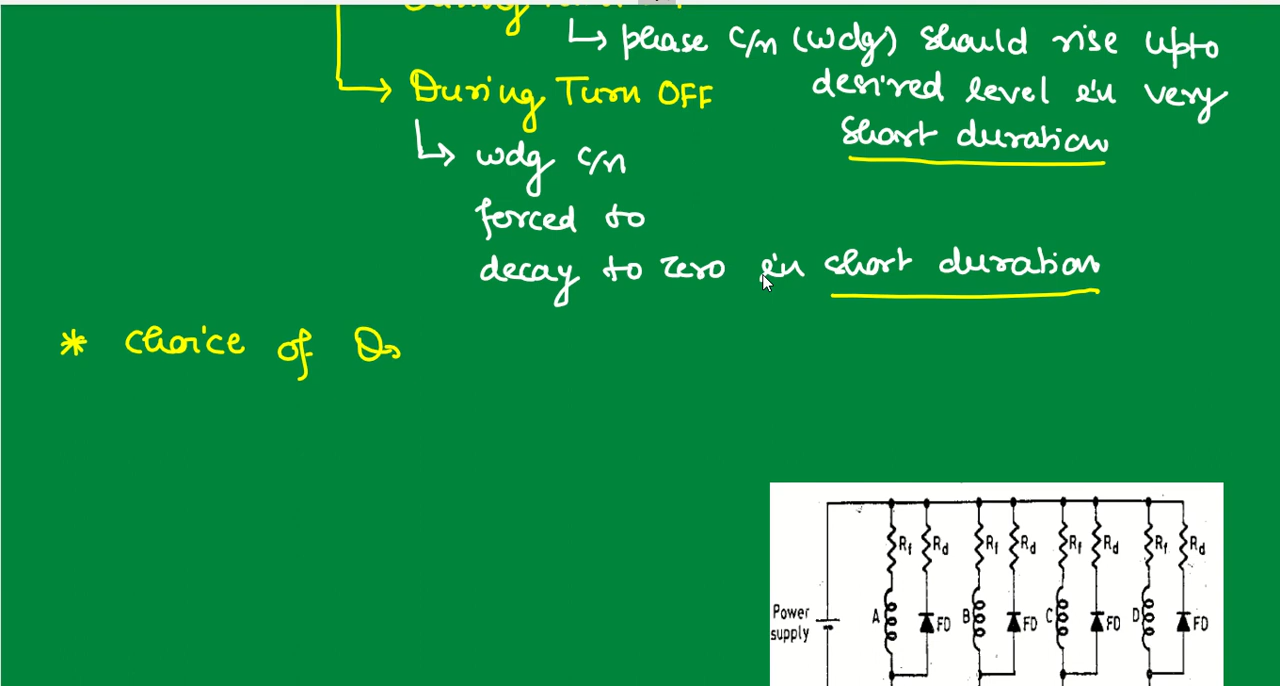 During
↳ phase c/n (wdg) should rise upto
desired level in very
short duration
→ During Turn OFF
↳ wdg c/n
forced to
decay to zero in short duration
* choice of
Rf Rd Rf Rd Rf Rd Rf Rd
Power
supply
A FD B FD C FD D FD